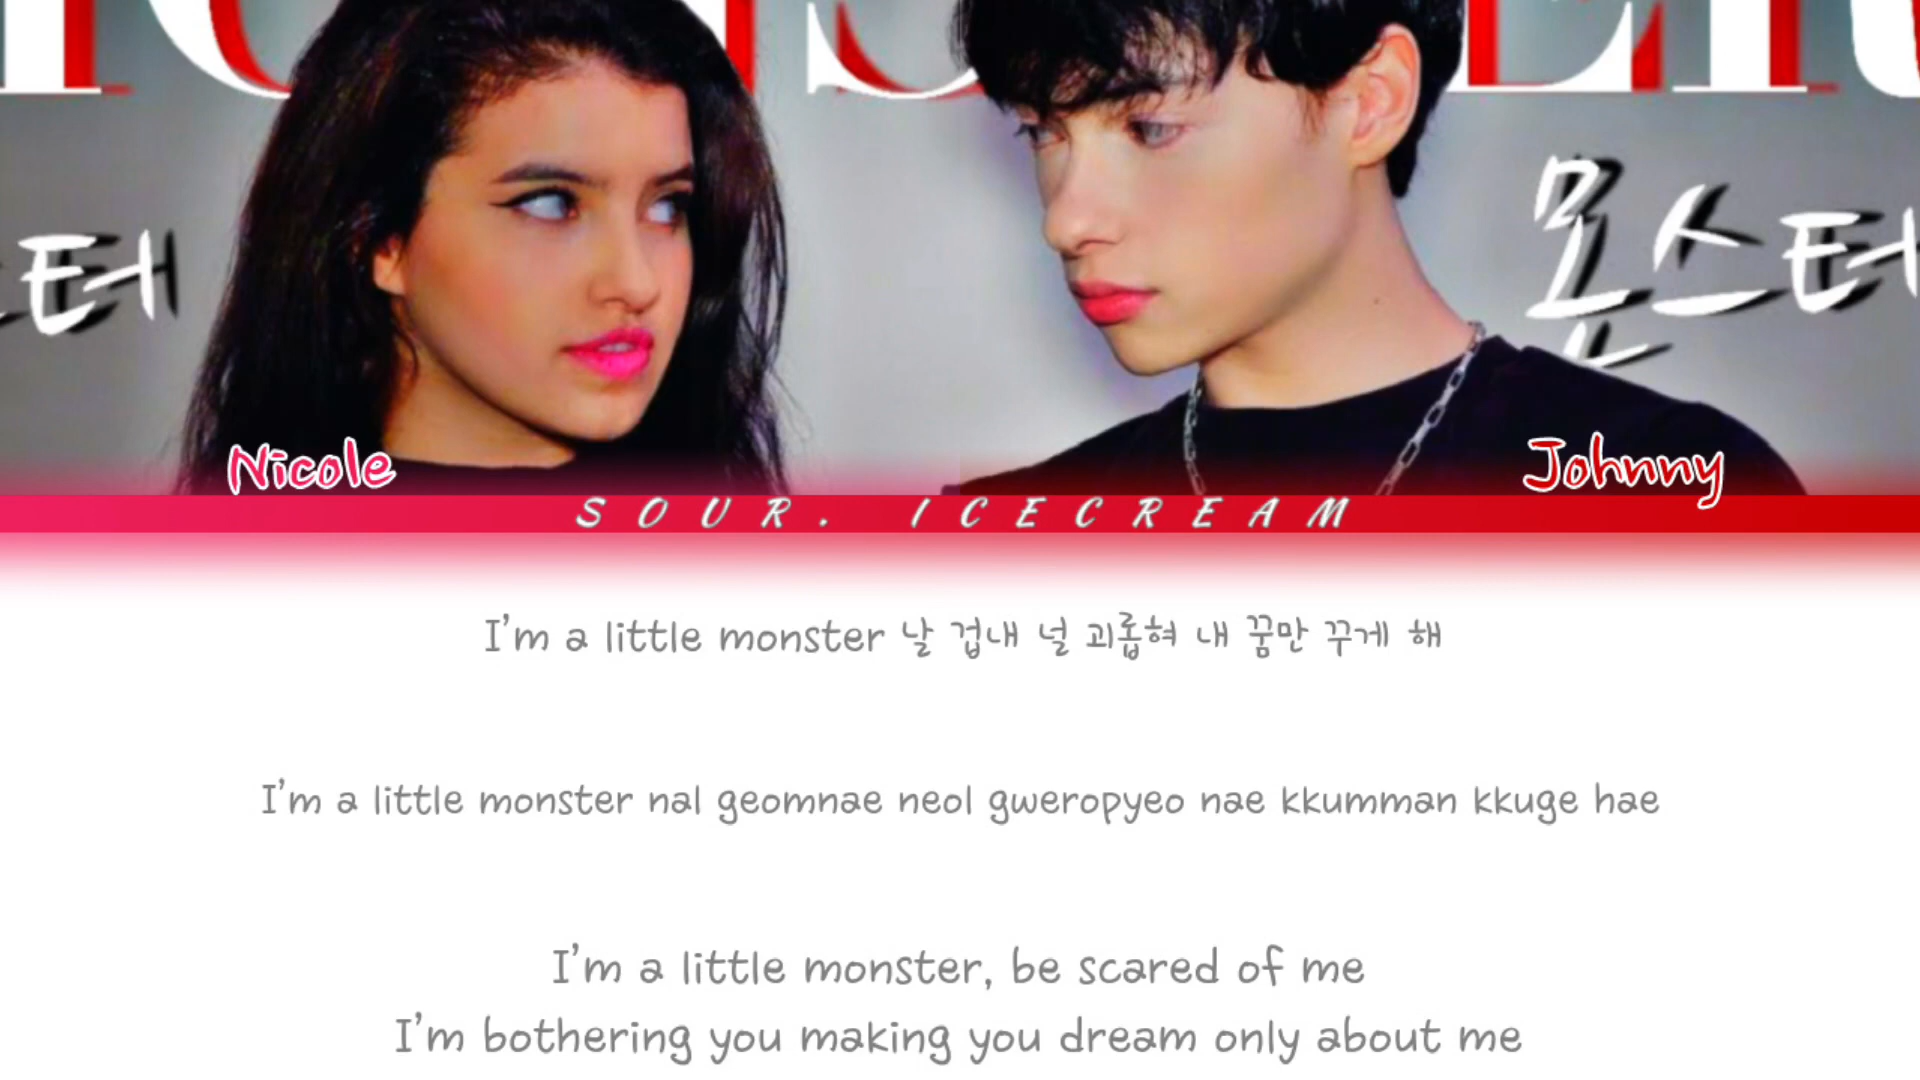 터
몬스터
Nicole
Johnny
SOUR. ICECREAM
I'm a little monster 날 겁내 널 괴롭혀 내 꿈만 꾸게 해
I'm a little monster nal geomnae neol gweropyeo nae kkumman kkuge hae
I'm a little monster, be scared of me
I'm bothering you making you dream only about me